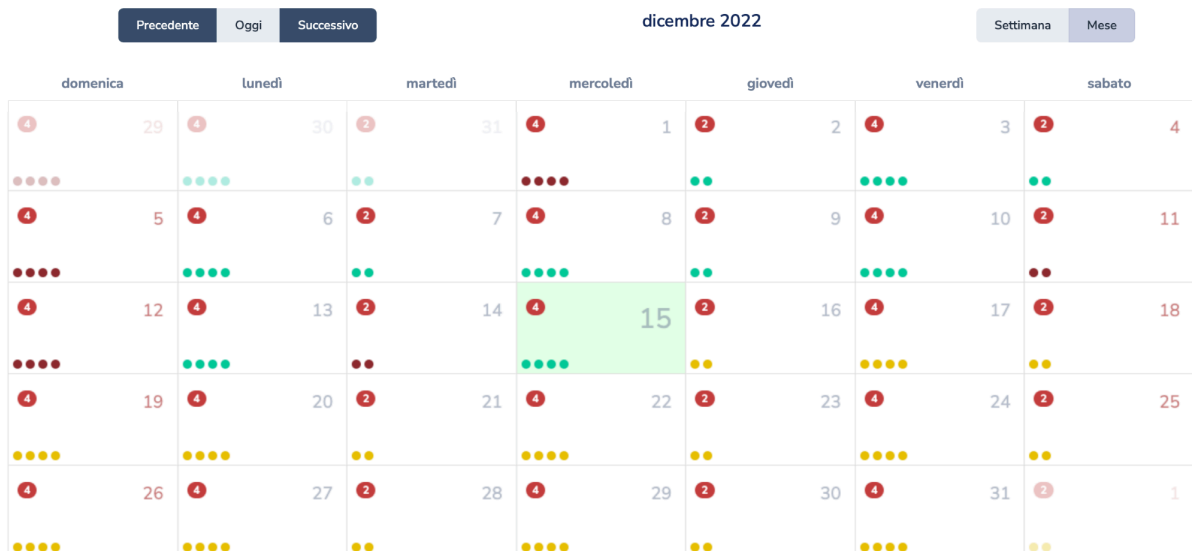 Precedente Oggi Successivo dicembre 2022 Settimana Mese
domenica lunedì martedì mercoledì giovedì venerdì sabato
4 29 4 30 2 31 4 1 2 2 4 3 2 4
4 5 4 6 2 7 4 8 2 9 4 10 2 11
4 12 4 13 2 14 4 15 2 16 4 17 2 18
4 19 4 20 2 21 4 22 2 23 4 24 2 25
4 26 4 27 2 28 4 29 2 30 4 31 2 1